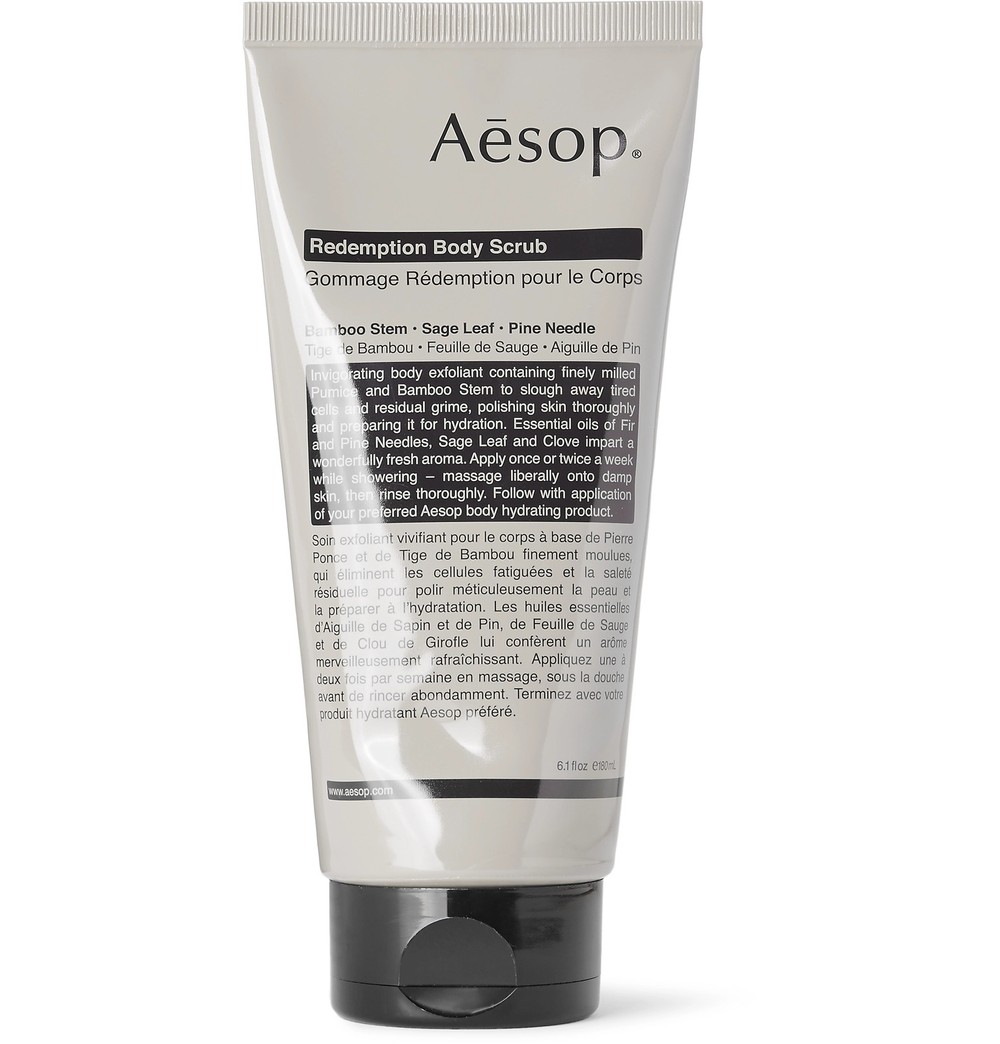 Aēsop.®
Redemption Body Scrub
Gommage Rédemption pour le Corps
Bamboo Stem • Sage Leaf • Pine Needle
Tige de Bambou • Feuille de Sauge • Aiguille de Pin
Invigorating body exfoliant containing finely milled
Pumice and Bamboo Stem to slough away tired
cells and residual grime, polishing skin thoroughly
and preparing it for hydration. Essential oils of Fir
and Pine Needles, Sage Leaf and Clove impart a
wonderfully fresh aroma. Apply once or twice a week
while showering – massage liberally onto damp
skin, then rinse thoroughly. Follow with application
of your preferred Aesop body hydrating product.
Soin exfoliant vivifiant pour le corps à base de Pierre
Ponce et de Tige de Bambou finement moulues,
qui éliminent les cellules fatiguées et la saleté
résiduelle pour polir méticuleusement la peau et
la préparer à l'hydratation. Les huiles essentielles
d'Aiguille de Sapin et de Pin, de Feuille de Sauge
et de Clou de Girofle lui confèrent un arôme
merveilleusement rafraîchissant. Appliquez une à
deux fois par semaine en massage, sous la douche
avant de rincer abondamment. Terminez avec votre
produit hydratant Aesop préféré.
6.1 fl oz ℮180 mL
www.aesop.com